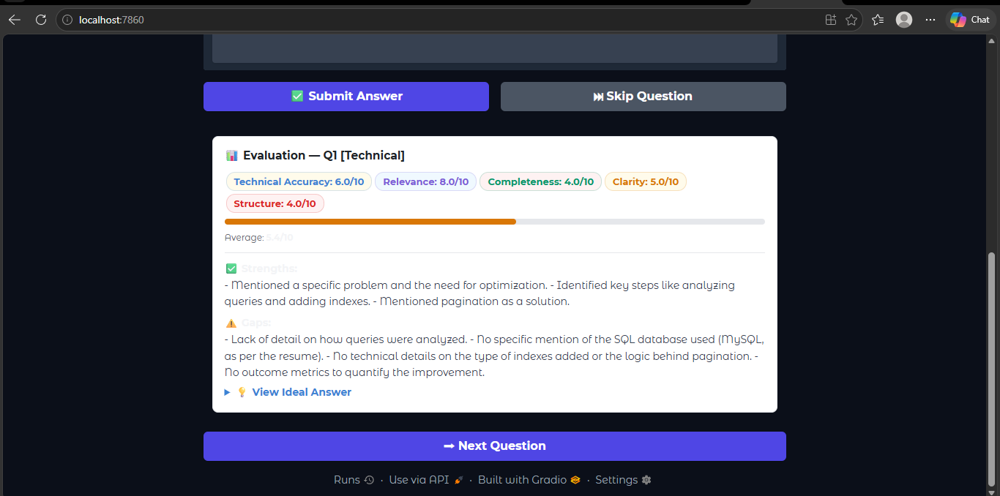 localhost:7860
Chat
Submit Answer
Skip Question
Evaluation — Q1 [Technical]
Technical Accuracy: 6.0/10 Relevance: 8.0/10 Completeness: 4.0/10 Clarity: 5.0/10
Structure: 4.0/10
Average: 5.4/10
Strengths:
- Mentioned a specific problem and the need for optimization. - Identified key steps like analyzing
queries and adding indexes. - Mentioned pagination as a solution.
Gaps:
- Lack of detail on how queries were analyzed. - No specific mention of the SQL database used (MySQL,
as per the resume). - No technical details on the type of indexes added or the logic behind pagination. -
No outcome metrics to quantify the improvement.
View Ideal Answer
Next Question
Runs · Use via API · Built with Gradio · Settings